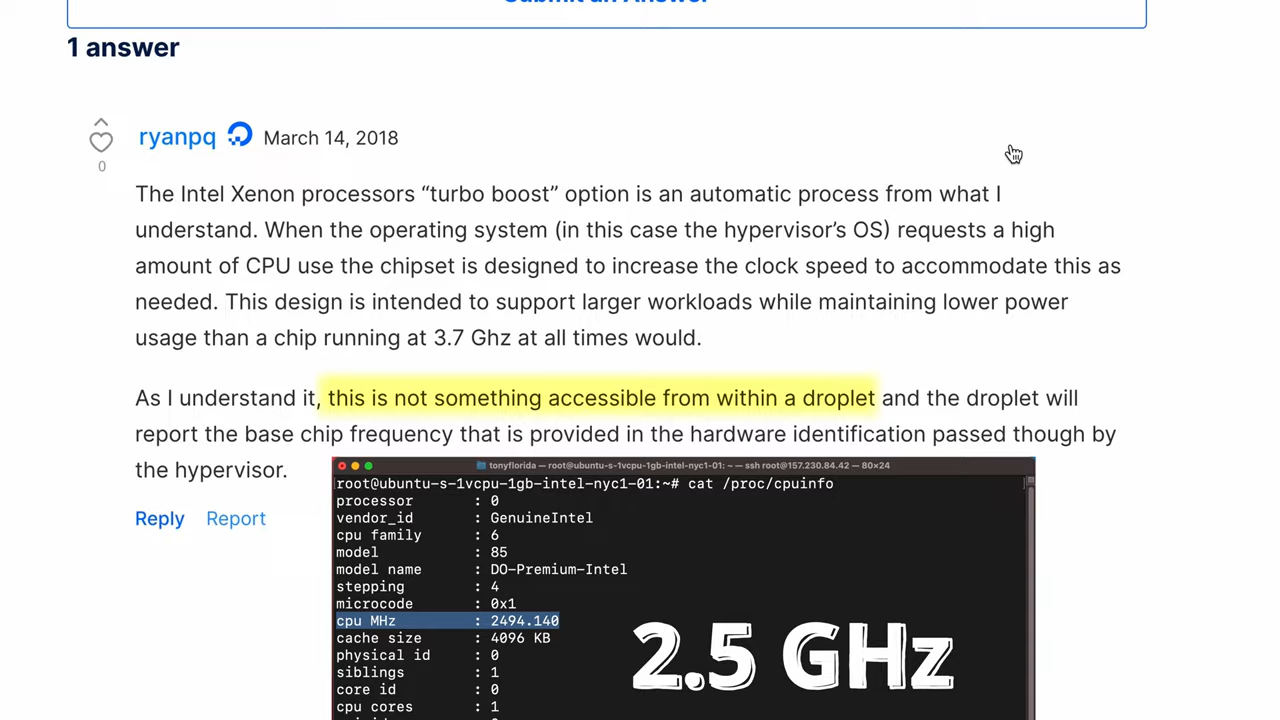 Submit an Answer
1 answer
ryanpq March 14, 2018
0
The Intel Xenon processors “turbo boost” option is an automatic process from what I
understand. When the operating system (in this case the hypervisor’s OS) requests a high
amount of CPU use the chipset is designed to increase the clock speed to accommodate this as
needed. This design is intended to support larger workloads while maintaining lower power
usage than a chip running at 3.7 Ghz at all times would.
As I understand it, this is not something accessible from within a droplet and the droplet will
report the base chip frequency that is provided in the hardware identification passed though by
the hypervisor.
Reply Report
tonyflorida — root@ubuntu-s-1vcpu-1gb-intel-nyc1-01: ~ — ssh root@157.230.84.42 — 80×24
root@ubuntu-s-1vcpu-1gb-intel-nyc1-01:~# cat /proc/cpuinfo
processor : 0
vendor_id : GenuineIntel
cpu family : 6
model : 85
model name : DO-Premium-Intel
stepping : 4
microcode : 0x1
cpu MHz : 2494.140
cache size : 4096 KB
physical id : 0
siblings : 1
core id : 0
cpu cores : 1
2.5 GHz